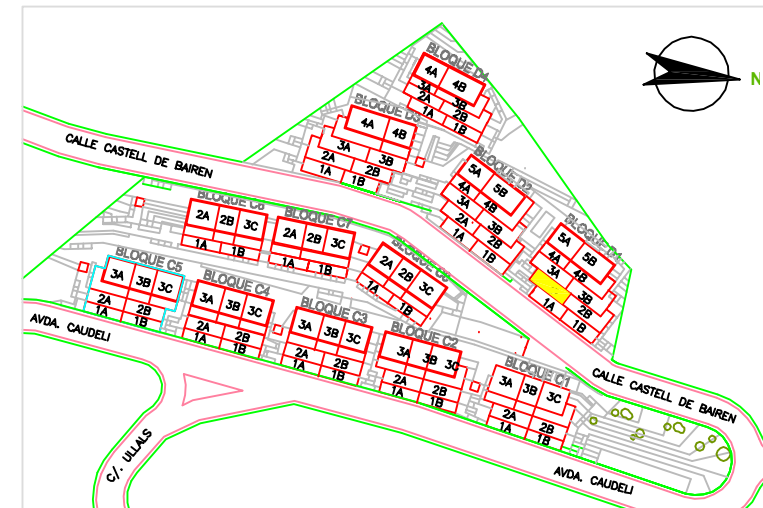 BLOQUE D4
4A 4B
3A 3B
2A 2B
1A 1B
N
BLOQUE D3
4A 4B
3A 3B
2A 2B
1A 1B
CALLE CASTELL DE BAIREN
BLOQUE D2
5A 5B
4A 4B
3A 3B
2A 2B
1A 1B
BLOQUE D1
5A 5B
4A 4B
3A 3B
2B
1A 1B
BLOQUE C6
2A 2B 3C
1A 1B
BLOQUE C7
2A 2B 3C
1A 1B
2A 2B 3C
1A 1B
BLOQUE C5
3A 3B 3C
2A 2B
1A 1B
BLOQUE C4
3A 3B 3C
2A 2B
1A 1B
BLOQUE C3
3A 3B 3C
2A 2B
1A 1B
BLOQUE C2
3A 3B 3C
2A 2B
1A 1B
BLOQUE C1
3A 3B 3C
2A 2B
1A 1B
AVDA. CAUDELI
CALLE CASTELL DE BAIREN
C/. ULLALS
AVDA. CAUDELI